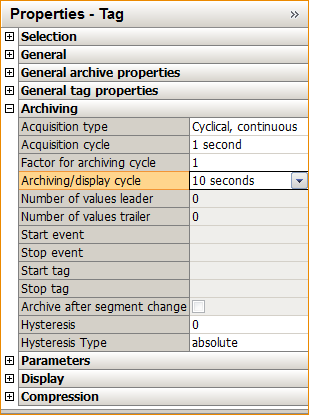 Properties - Tag »
Selection
General
General archive properties
General tag properties
Archiving
Acquisition type Cyclical, continuous
Acquisition cycle 1 second
Factor for archiving cycle 1
Archiving/display cycle 10 seconds
Number of values leader 0
Number of values trailer 0
Start event
Stop event
Start tag
Stop tag
Archive after segment change
Hysteresis 0
Hysteresis Type absolute
Parameters
Display
Compression